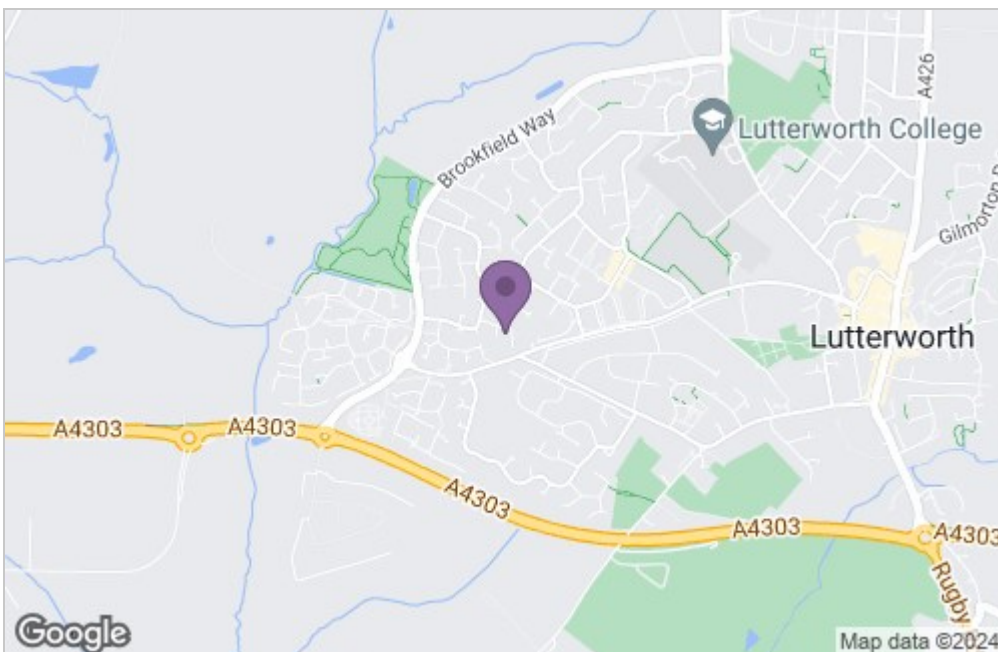 A426
Brookfield Way
Lutterworth College
Gilmorton
Lutterworth
A4303
A4303
A4303
A4303
A4303
Rugby
Google
Map data ©2024